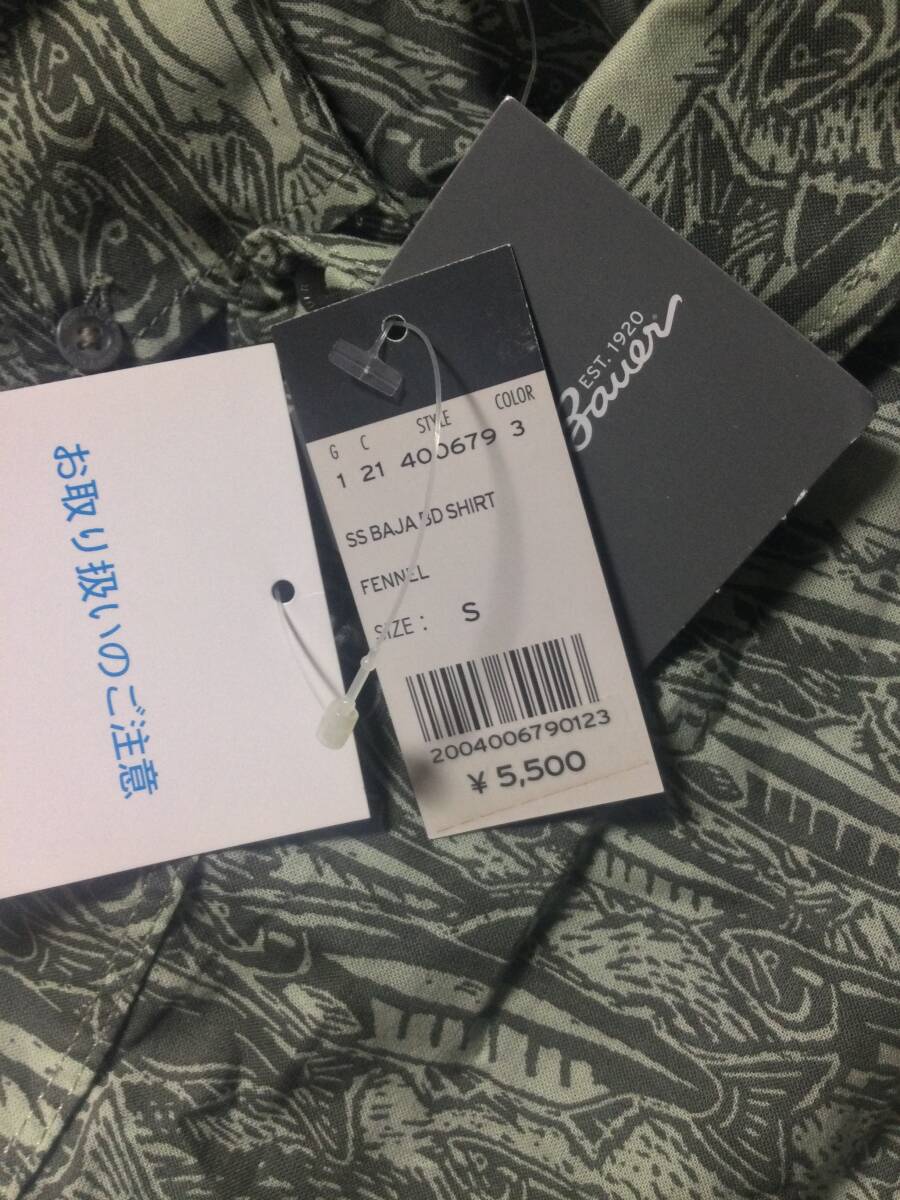 お取り扱いのご注意
G C STYLE COLOR
1 21 400679 3
SS BAJA BD SHIRT
FENNEL
SIZE : S
2004006790123
¥ 5,500
EST. 1920
Bauer